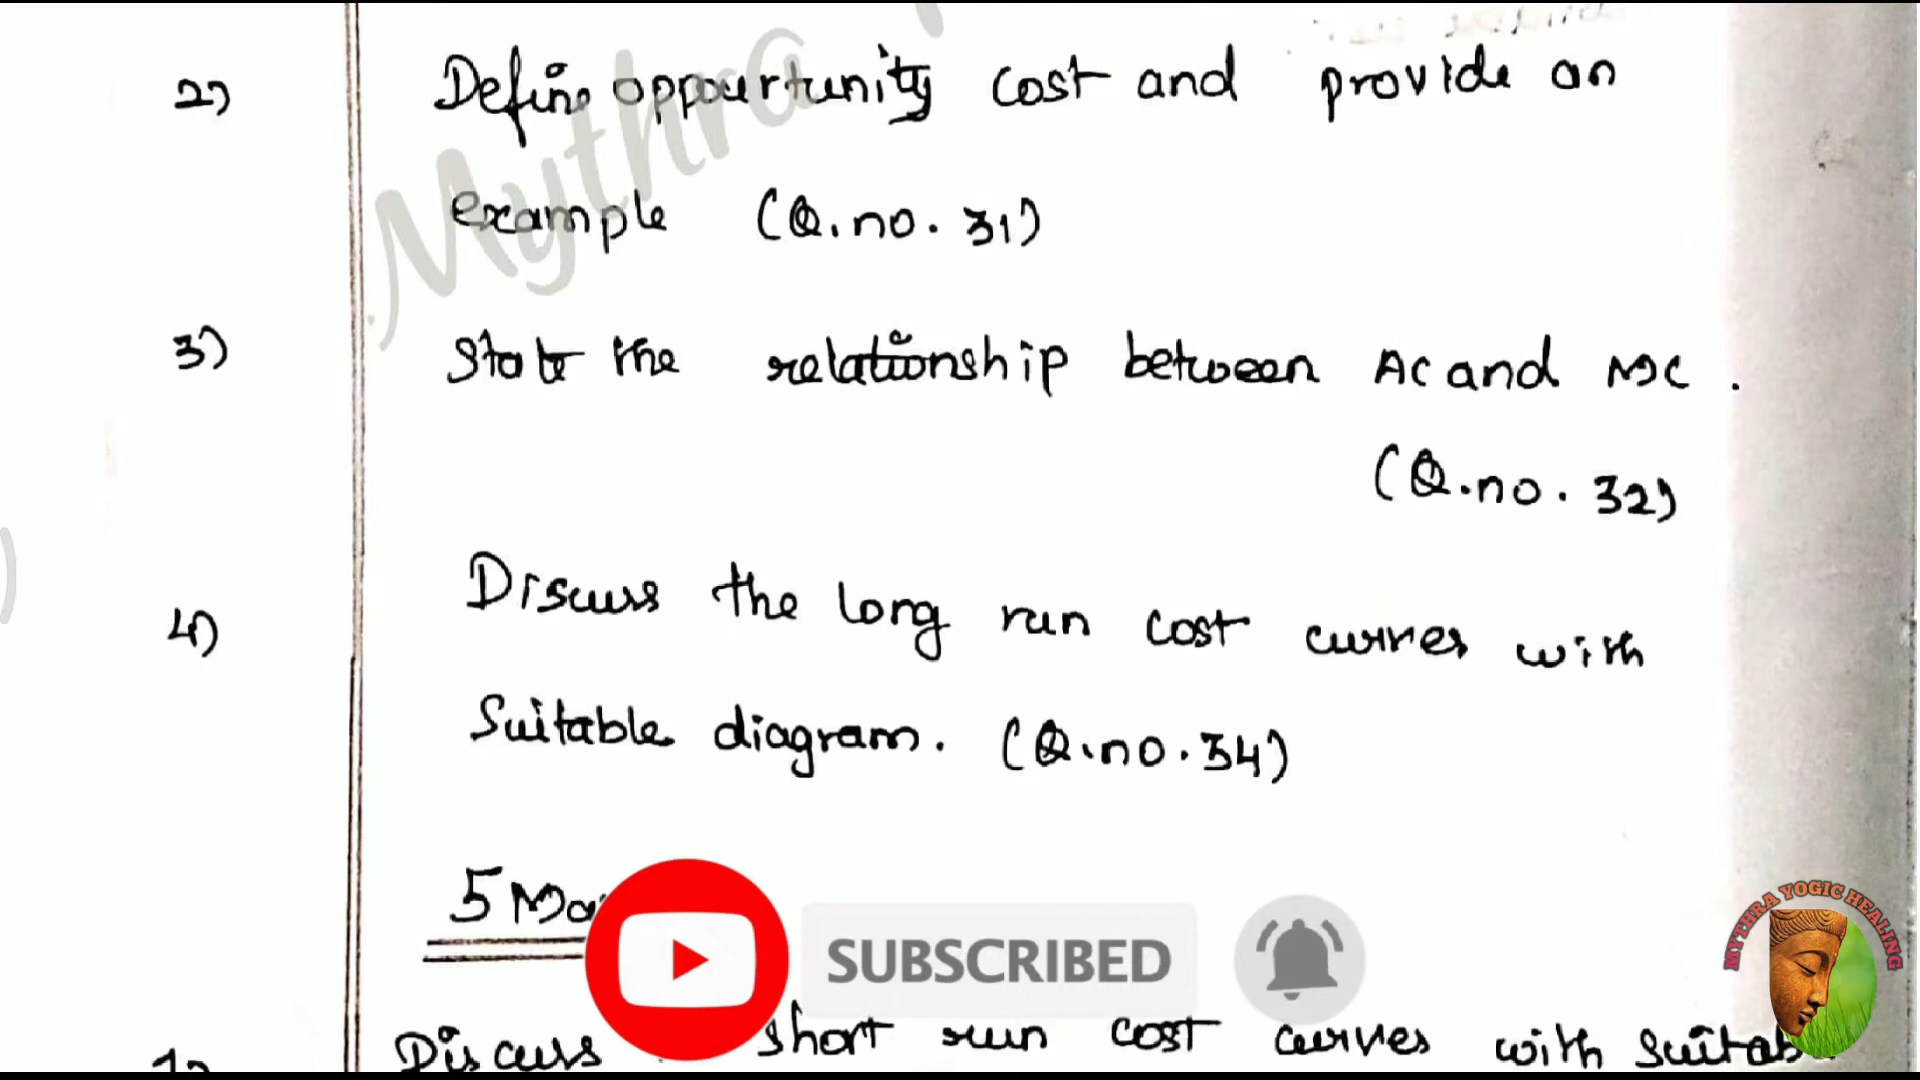 2) Define oppourtunity cost and provide an
example (Q.no. 31)
3) State the relationship between AC and MC.
(Q.no. 32)
4) Discuss the long run cost curves with
Suitable diagram. (Q.no. 34)
5
SUBSCRIBED
Discuss short run cost curves with
Mythra
MYTHRA YOGIC HEALING